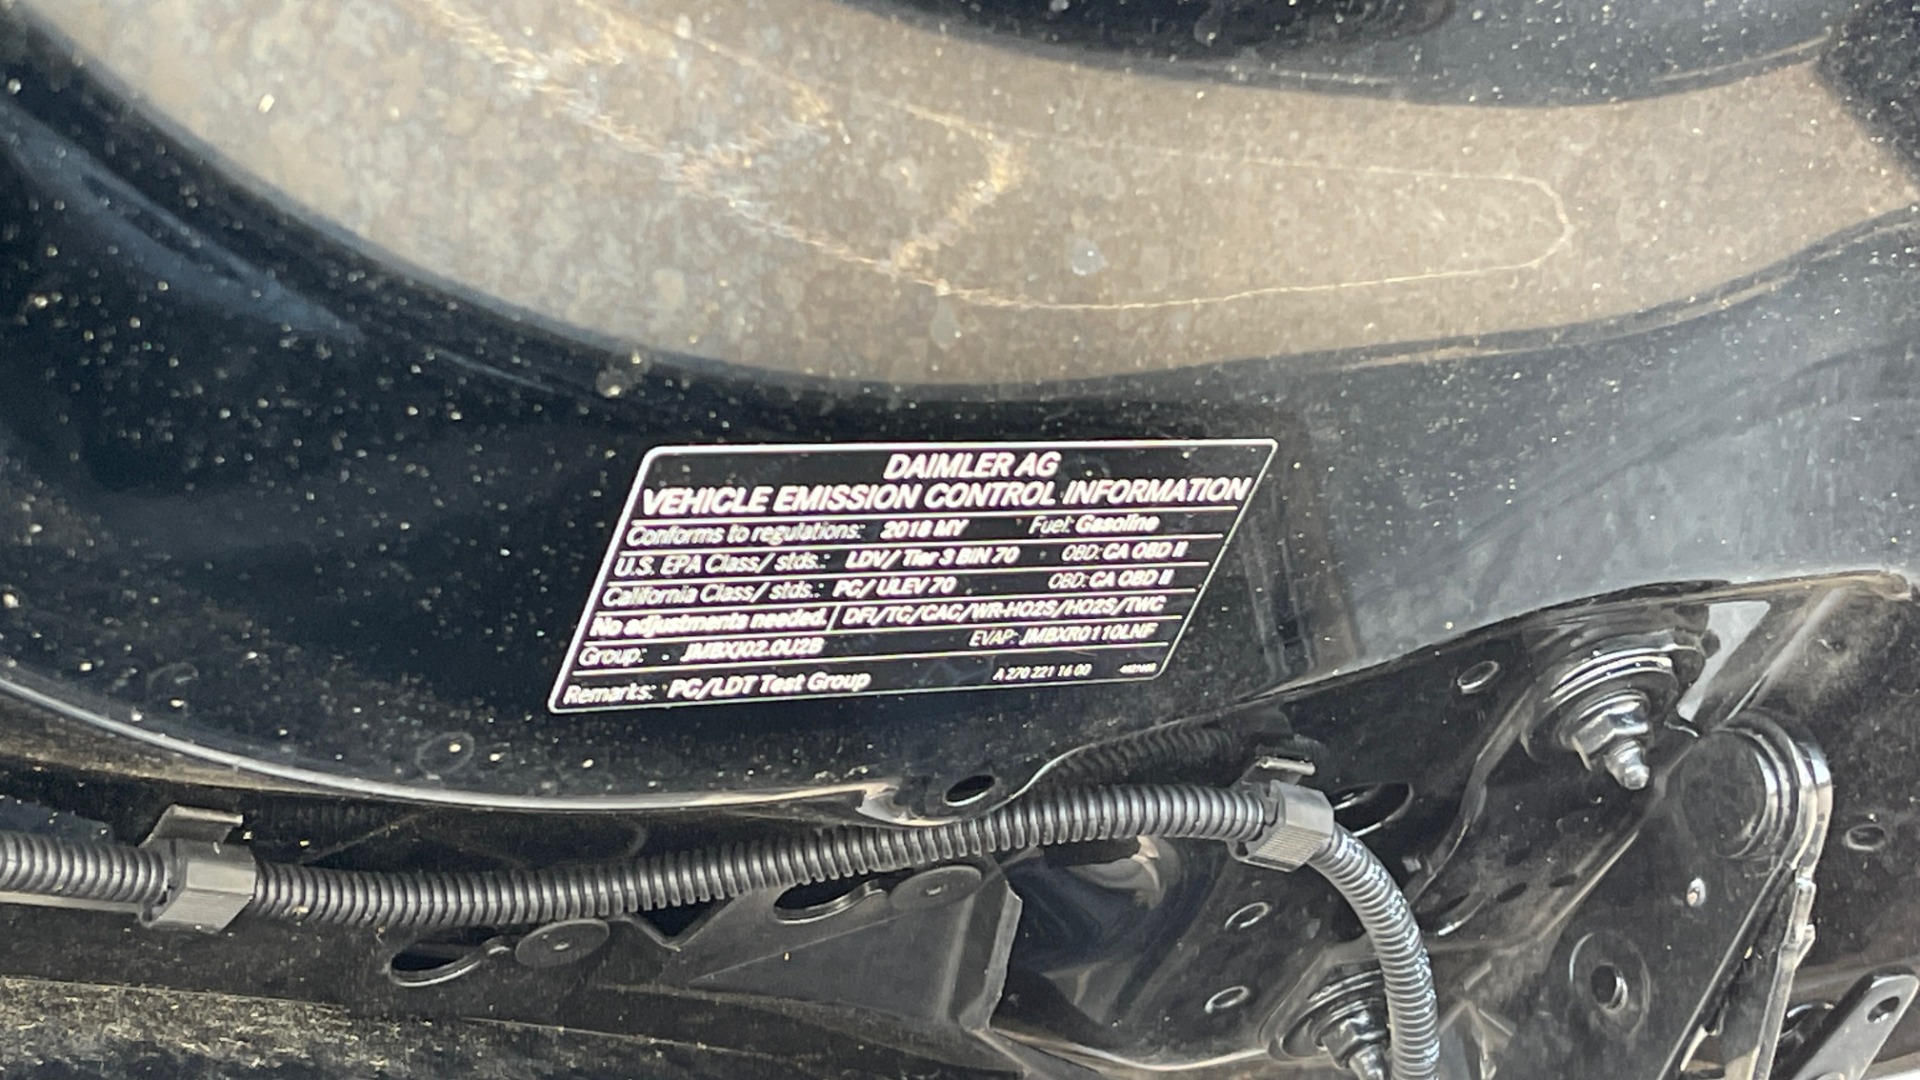 DAIMLER AG
VEHICLE EMISSION CONTROL INFORMATION
Conforms to regulations: 2018 MY Fuel: Gasoline
U.S. EPA Class/ stds.: LDV/ Tier 3 BIN 70 OBD: CA OBD II
California Class/ stds.: PC/ ULEV 70 OBD: CA OBD II
No adjustments needed. DFI/TC/CAC/WR-HO2S/HO2S/TWC
Group: JMBXJ02.0U2B EVAP: JMBXR0110LNF
Remarks: PC/LDT Test Group A 270 221 16 00